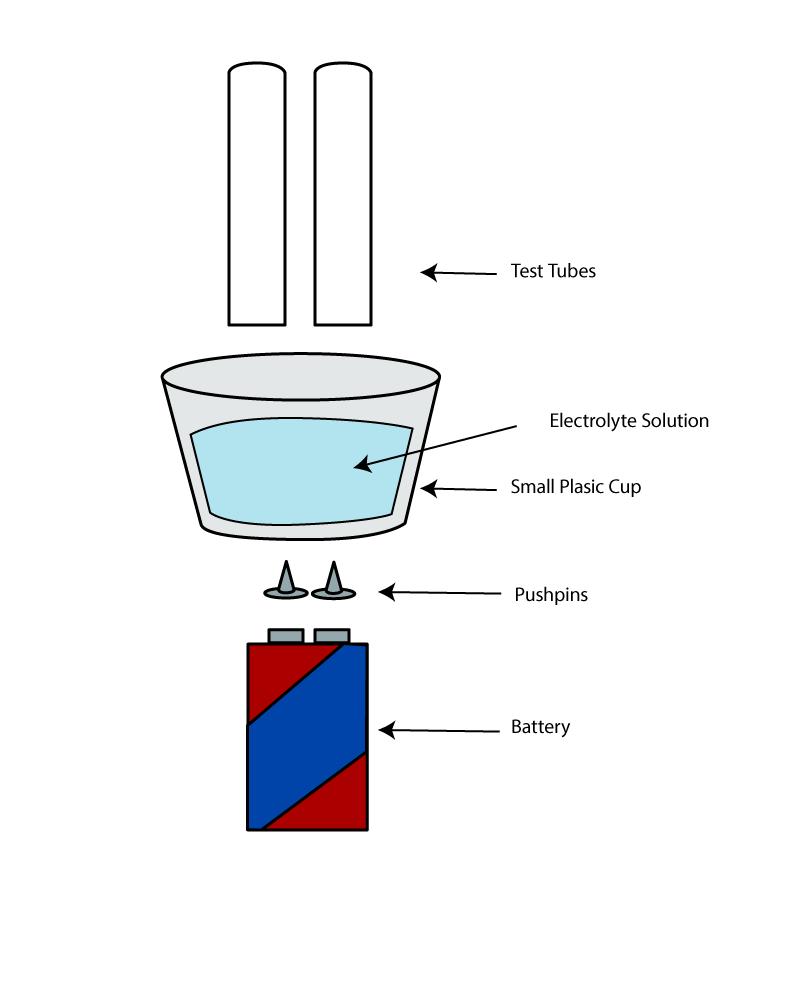 Test Tubes
Electrolyte Solution
Small Plasic Cup
Pushpins
Battery